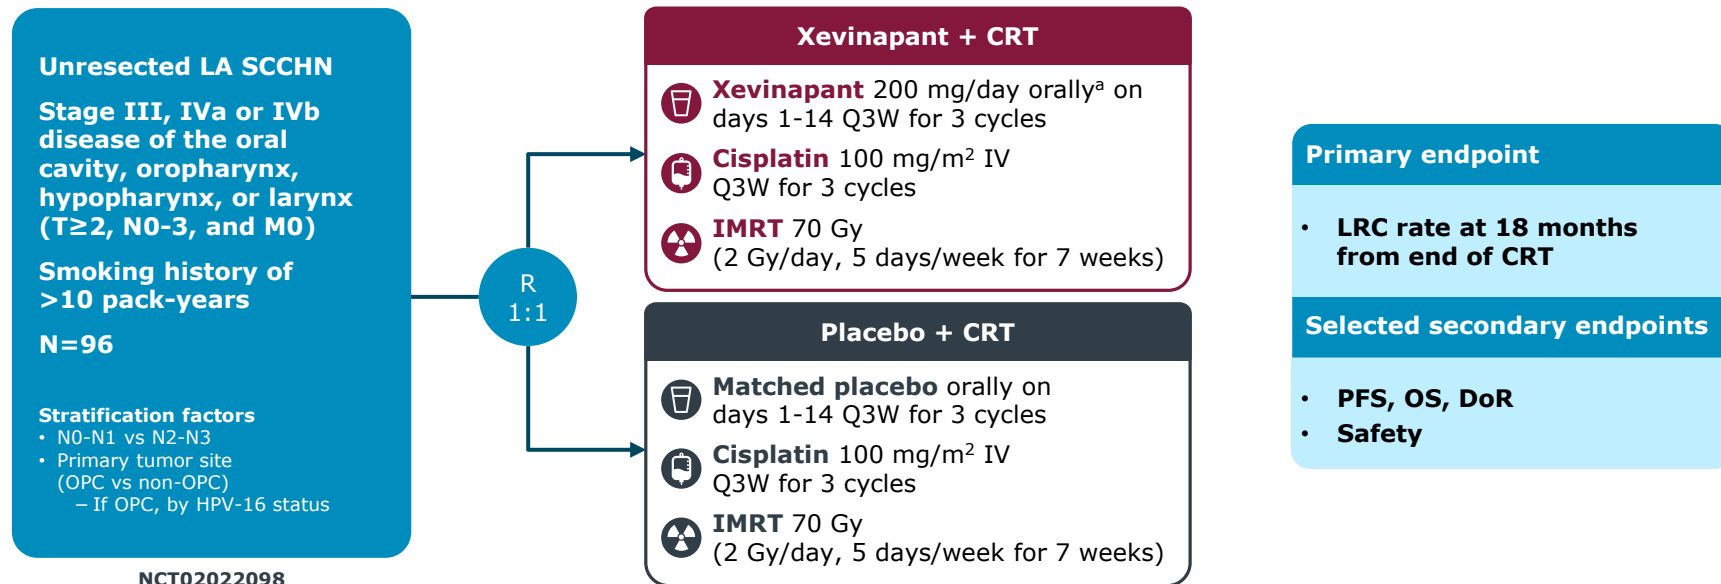 Unresected LA SCCHN
Stage III, IVa or IVb
disease of the oral
cavity, oropharynx,
hypopharynx, or larynx
(T≥2, N0-3, and M0)
Smoking history of
>10 pack-years
N=96
Stratification factors
• N0-N1 vs N2-N3
• Primary tumor site
(OPC vs non-OPC)
– If OPC, by HPV-16 status
NCT02022098
R
1:1
Xevinapant + CRT
Xevinapant 200 mg/day orallyᵃ on
days 1-14 Q3W for 3 cycles
Cisplatin 100 mg/m² IV
Q3W for 3 cycles
IMRT 70 Gy
(2 Gy/day, 5 days/week for 7 weeks)
Placebo + CRT
Matched placebo orally on
days 1-14 Q3W for 3 cycles
Cisplatin 100 mg/m² IV
Q3W for 3 cycles
IMRT 70 Gy
(2 Gy/day, 5 days/week for 7 weeks)
Primary endpoint
• LRC rate at 18 months
from end of CRT
Selected secondary endpoints
• PFS, OS, DoR
• Safety